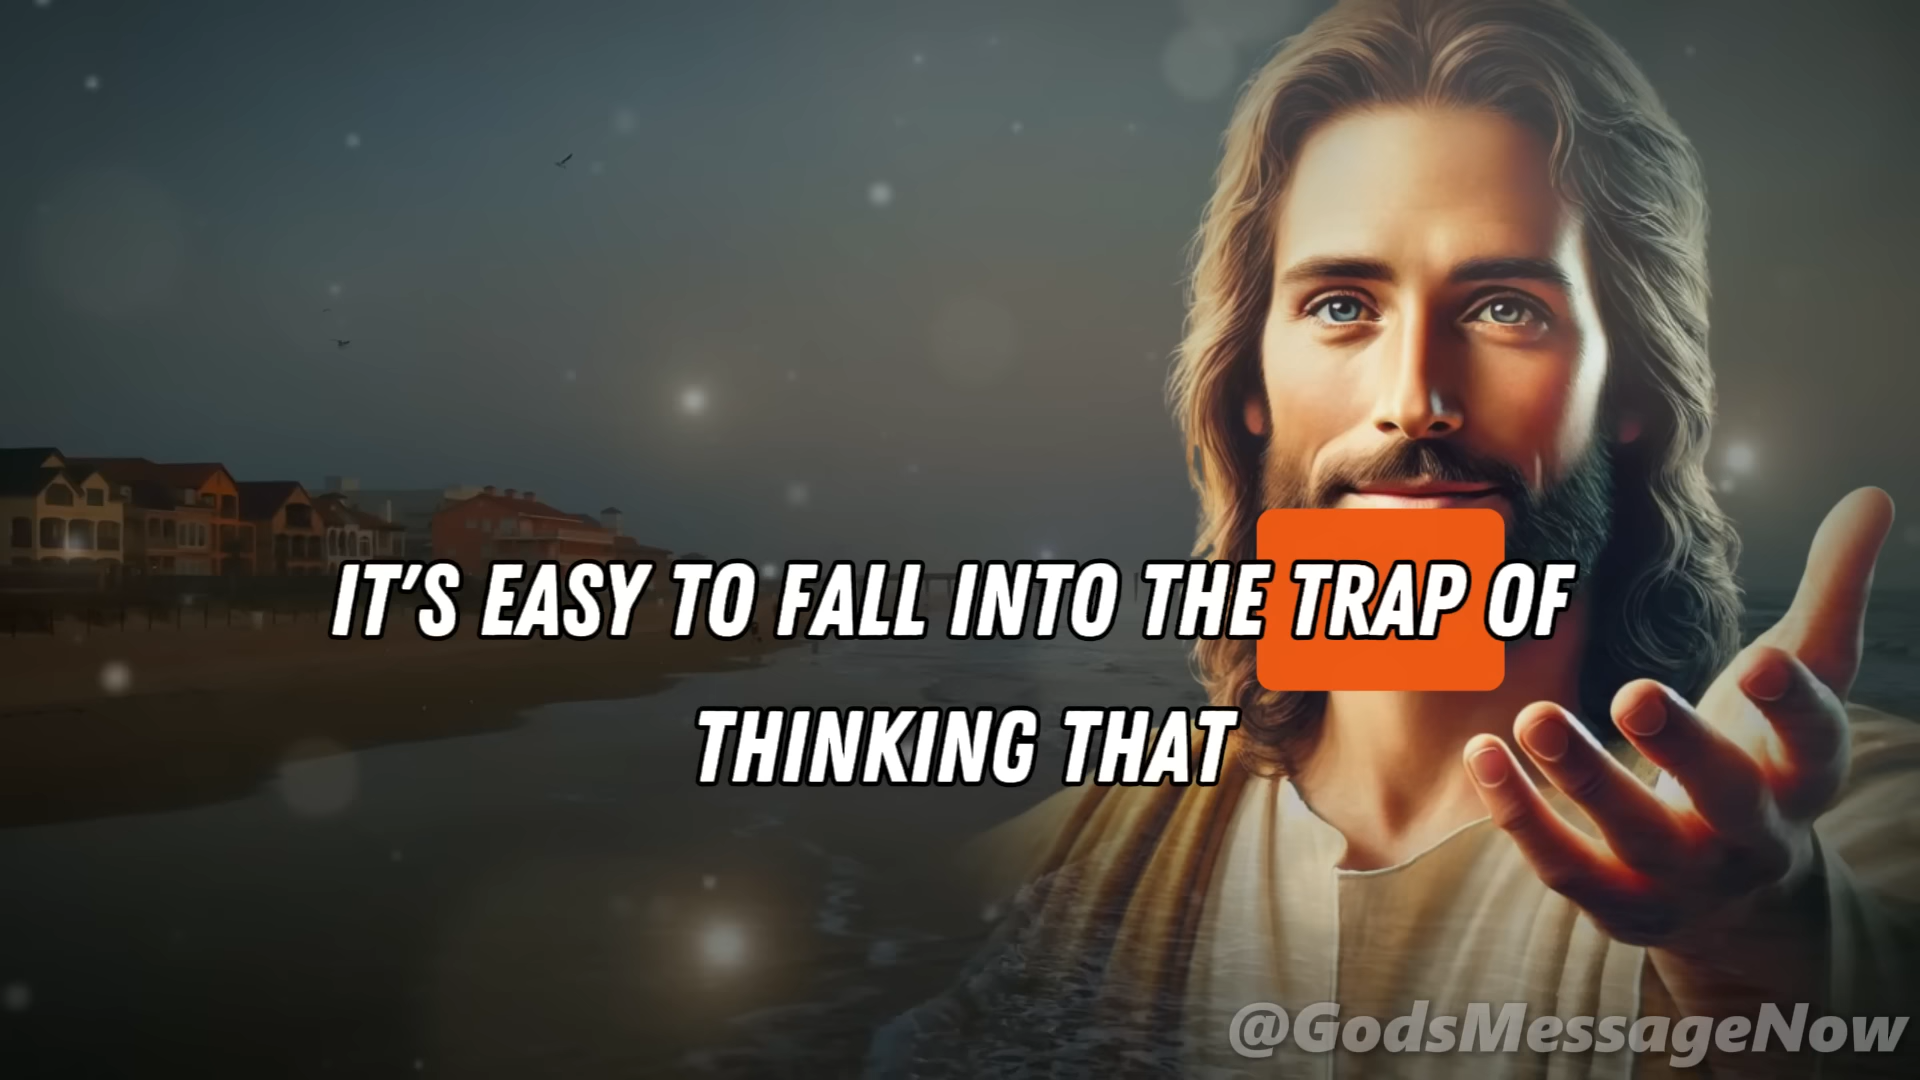 IT'S EASY TO FALL INTO THE TRAP OF
THINKING THAT
@GodsMessageNow